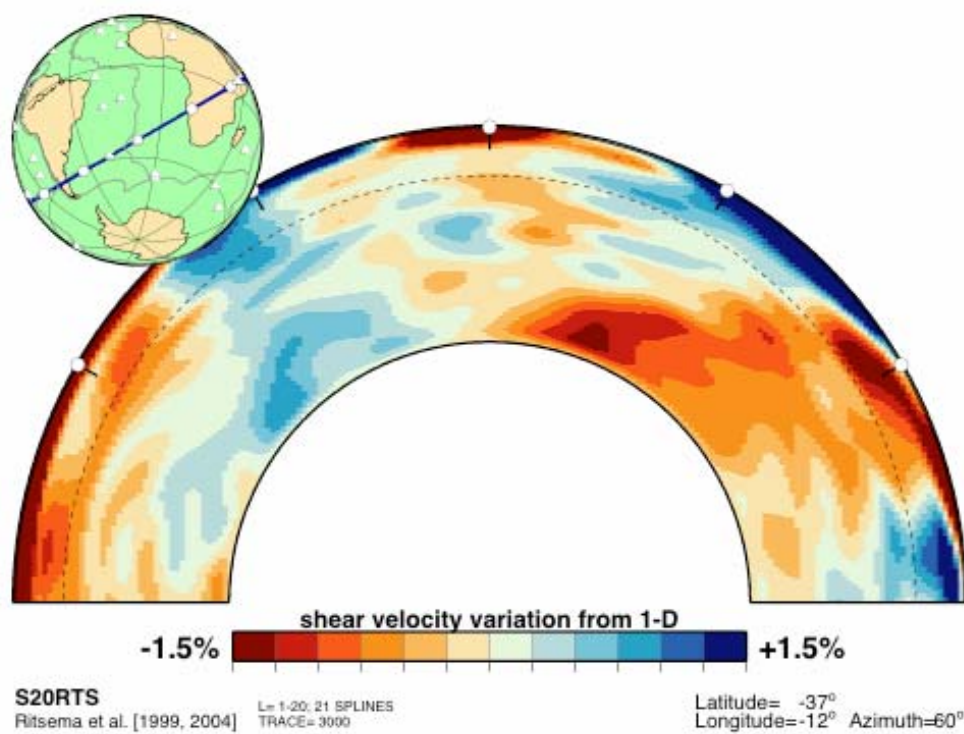 shear velocity variation from 1-D
-1.5%
+1.5%
S20RTS
Ritsema et al. [1999, 2004]
L= 1-20; 21 SPLINES
TRACE= 3000
Latitude= -37°
Longitude=-12° Azimuth=60°